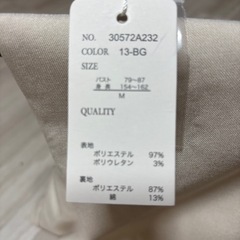 NO. 30572A232
COLOR 13-BG
SIZE
バスト 79~87
身長 154~162
M
QUALITY
表地
ポリエステル 97%
ポリウレタン 3%
裏地
ポリエステル 87%
綿 13%